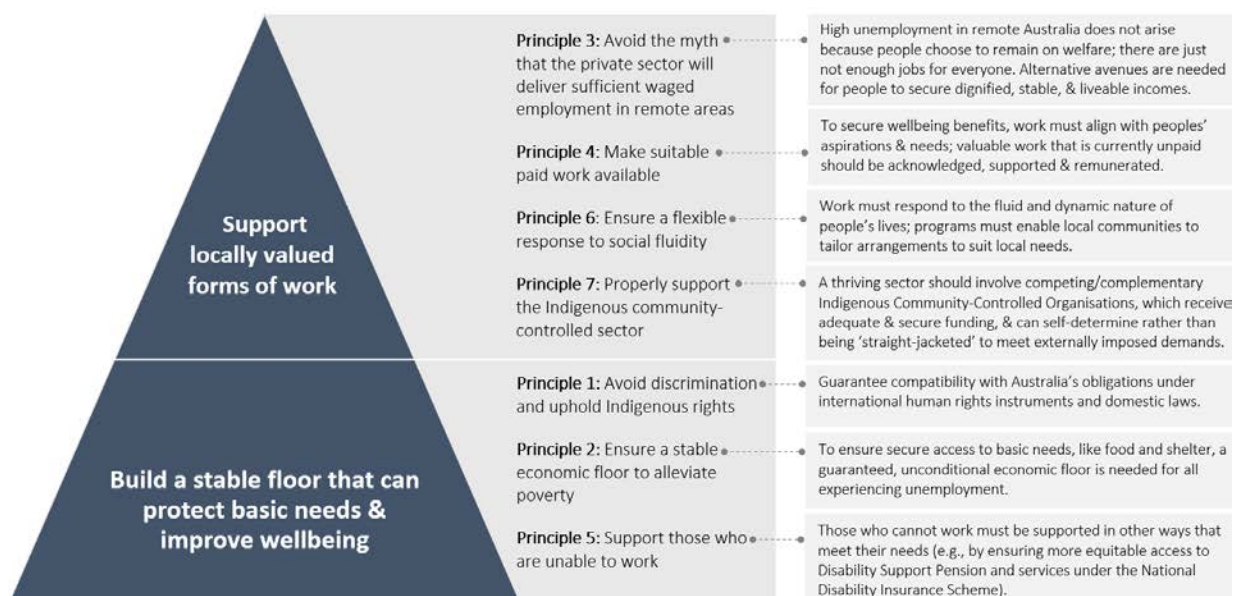 Support
locally valued
forms of work
Build a stable floor that can
protect basic needs &
improve wellbeing
Principle 3: Avoid the myth
that the private sector will
deliver sufficient waged
employment in remote areas
High unemployment in remote Australia does not arise
because people choose to remain on welfare; there are just
not enough jobs for everyone. Alternative avenues are needed
for people to secure dignified, stable, & liveable incomes.
Principle 4: Make suitable
paid work available
To secure wellbeing benefits, work must align with peoples'
aspirations & needs; valuable work that is currently unpaid
should be acknowledged, supported & remunerated.
Principle 6: Ensure a flexible
response to social fluidity
Work must respond to the fluid and dynamic nature of
people's lives; programs must enable local communities to
tailor arrangements to suit local needs.
Principle 7: Properly support
the Indigenous community-
controlled sector
A thriving sector should involve competing/complementary
Indigenous Community-Controlled Organisations, which receive
adequate & secure funding, & can self-determine rather than
being 'straight-jacketed' to meet externally imposed demands.
Principle 1: Avoid discrimination
and uphold Indigenous rights
Guarantee compatibility with Australia's obligations under
international human rights instruments and domestic laws.
Principle 2: Ensure a stable
economic floor to alleviate
poverty
To ensure secure access to basic needs, like food and shelter, a
guaranteed, unconditional economic floor is needed for all
experiencing unemployment.
Principle 5: Support those who
are unable to work
Those who cannot work must be supported in other ways that
meet their needs (e.g., by ensuring more equitable access to
Disability Support Pension and services under the National
Disability Insurance Scheme).